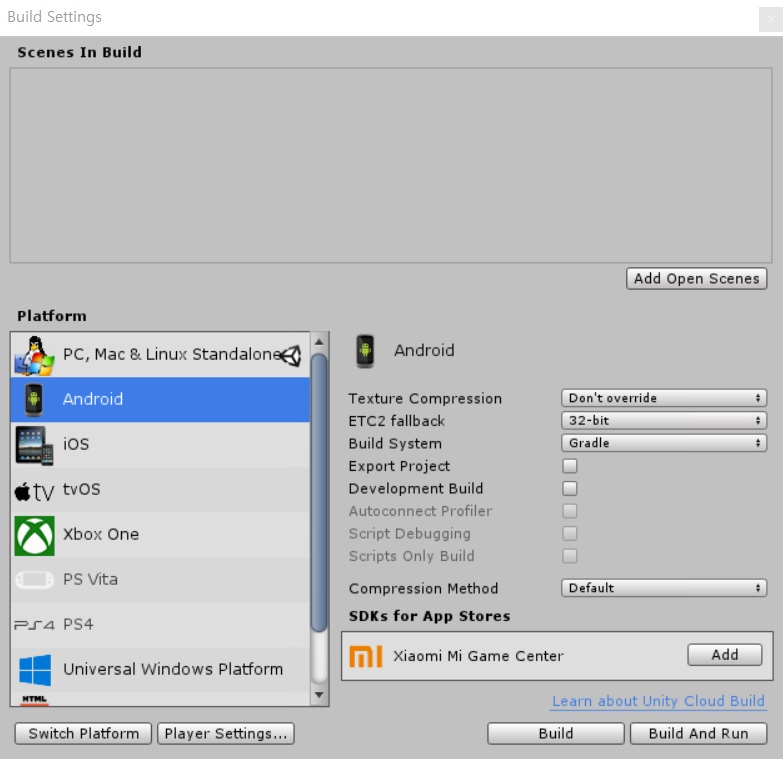 Build Settings
Scenes In Build
Add Open Scenes
Platform
PC, Mac & Linux Standalone
Android
iOS
tv
tvOS
Xbox One
PS Vita
PS4
PS4
Universal Windows Platform
HTML
Android
Texture Compression Don't override
ETC2 fallback 32-bit
Build System Gradle
Export Project
Development Build
Autoconnect Profiler
Script Debugging
Scripts Only Build
Compression Method Default
SDKs for App Stores
MI Xiaomi Mi Game Center Add
Learn about Unity Cloud Build
Switch Platform Player Settings... Build Build And Run